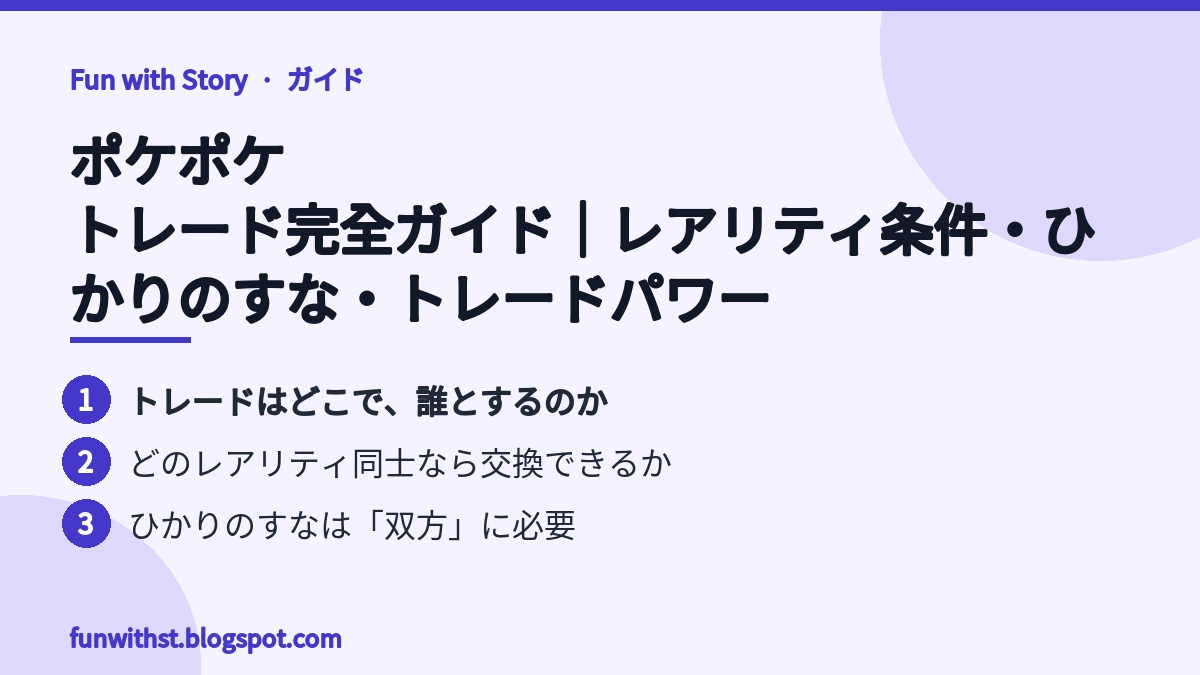 Fun with Story ・ ガイド
ポケポケ
トレード完全ガイド｜レアリティ条件・ひ
かりのすな・トレードパワー
1 トレードはどこで、誰とするのか
2 どのレアリティ同士なら交換できるか
3 ひかりのすなは「双方」に必要
funwithst.blogspot.com